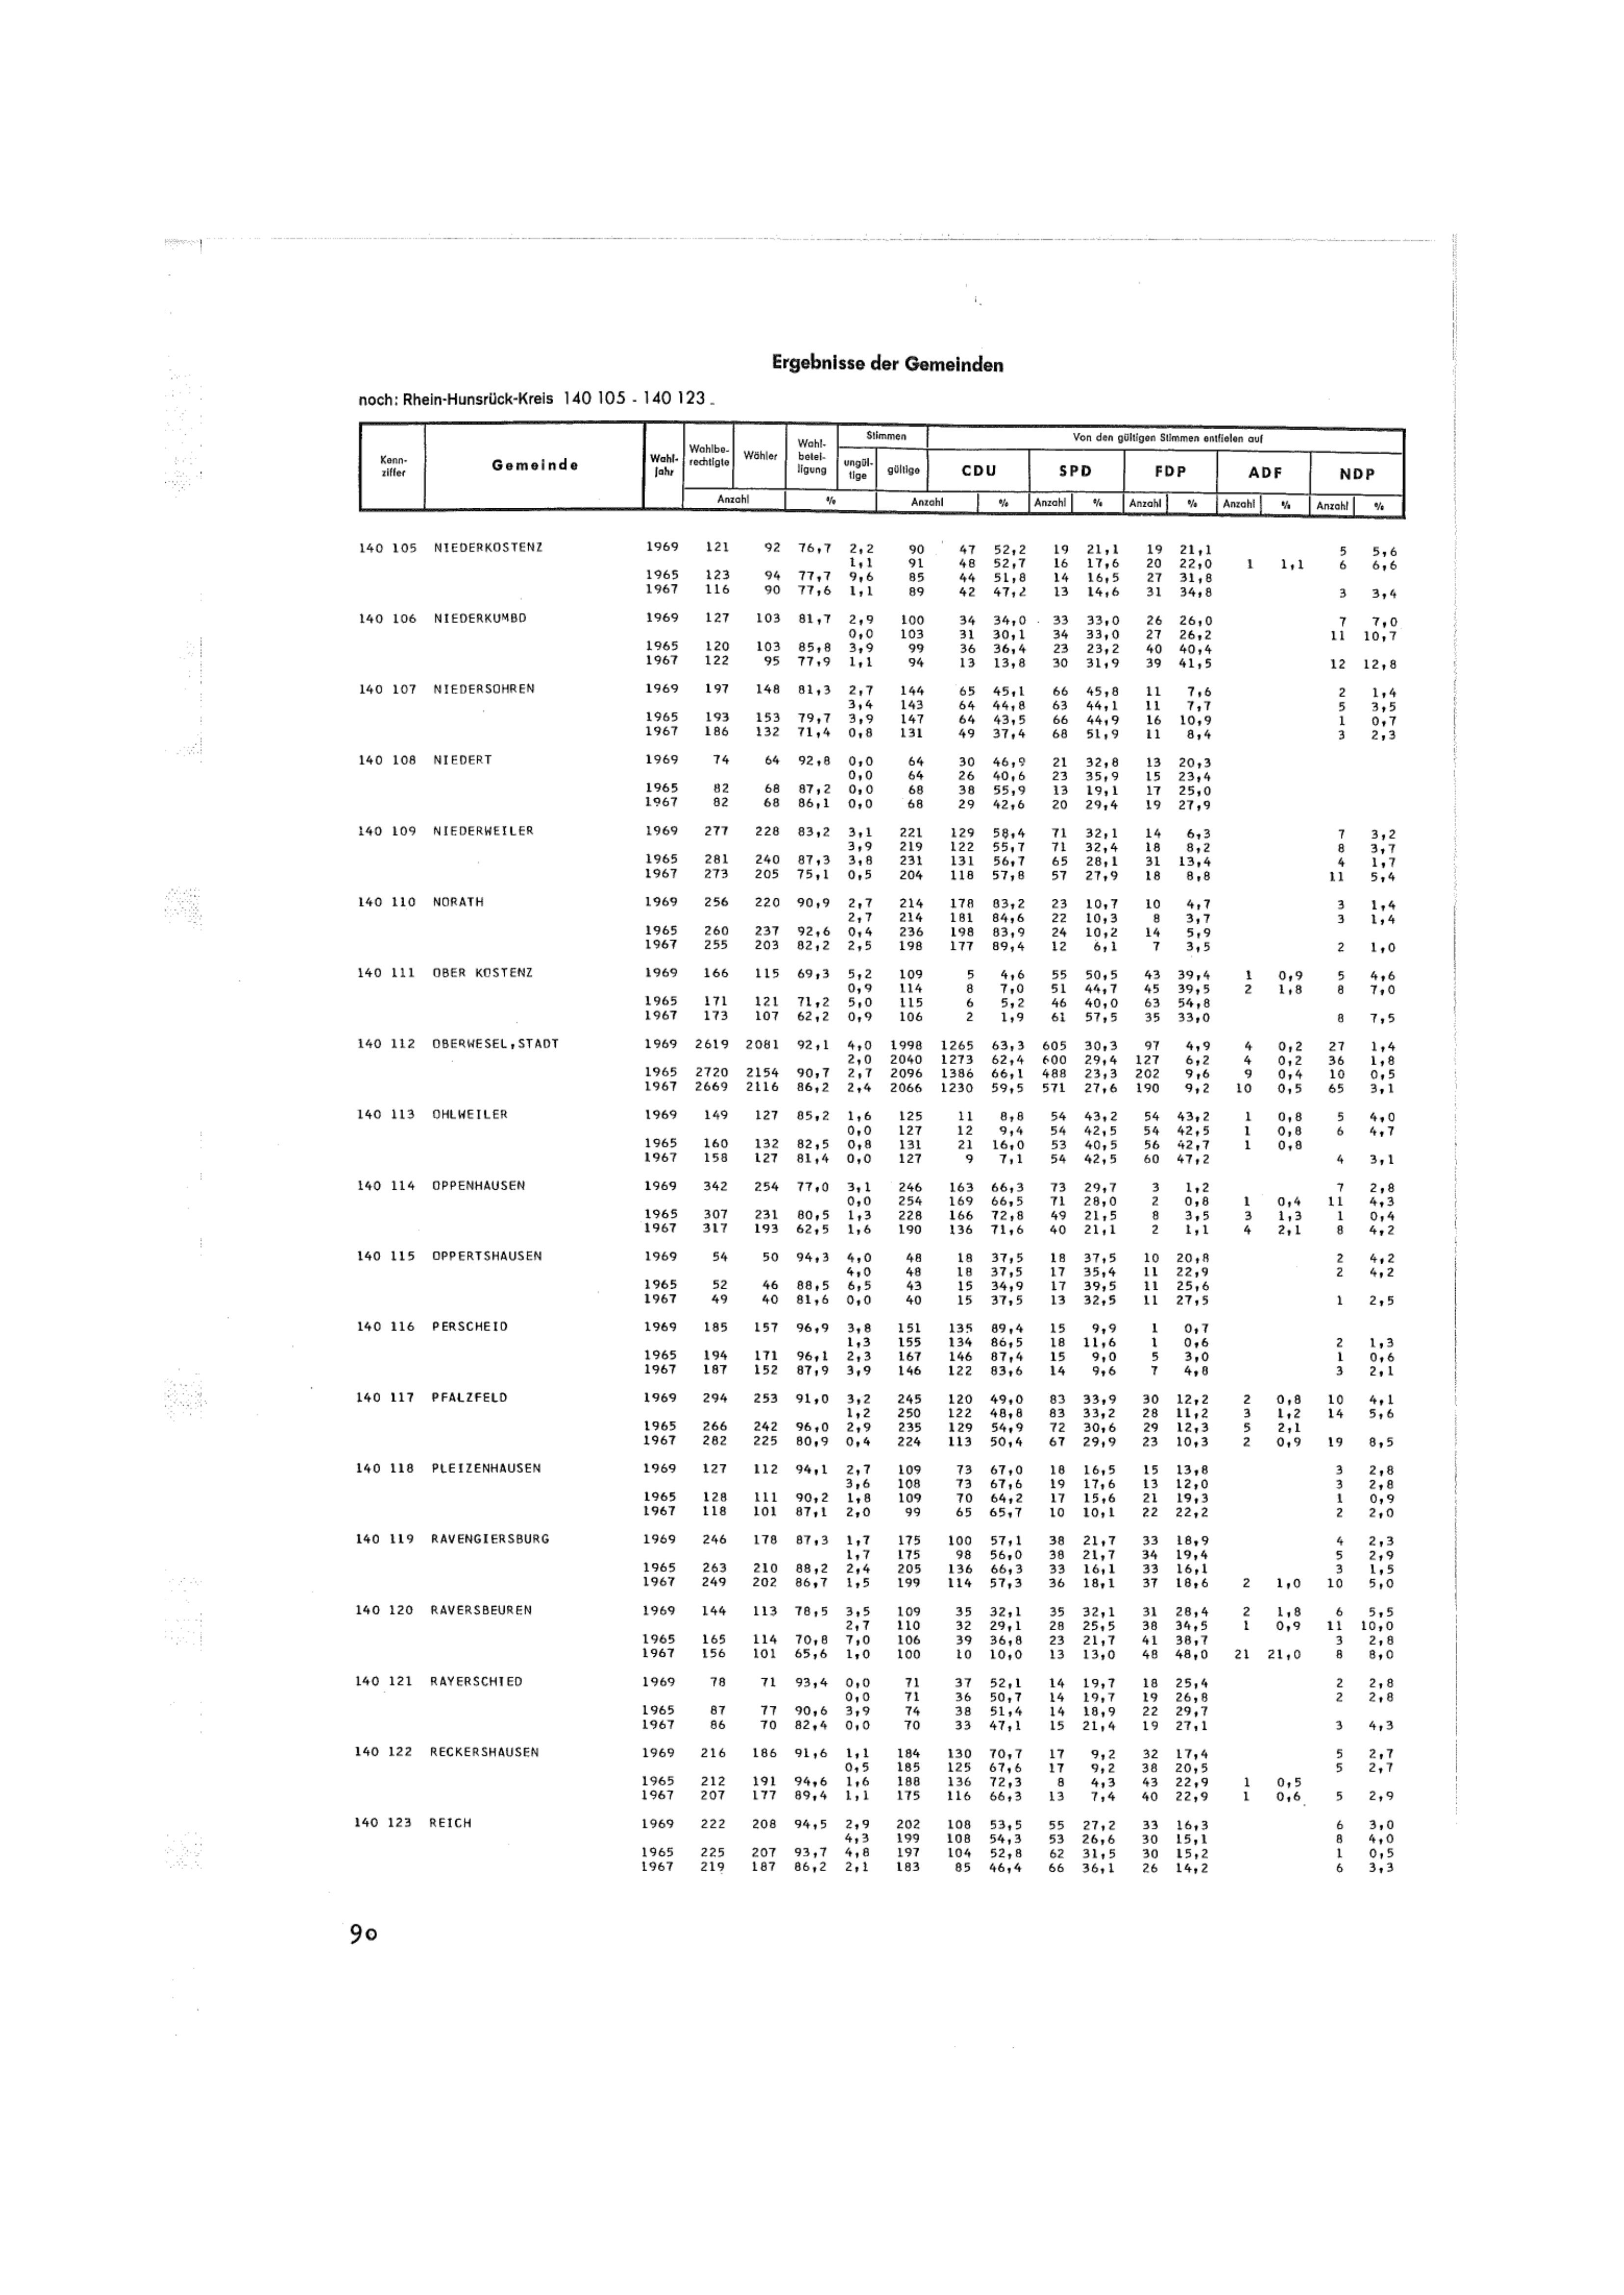 Ergebnisse der Gemeinden
noch: Rhein-Hunsrück-Kreis 140 105 - 140 123
Kenn-ziffer Gemeinde Wahl-jahr Wahlbe-rechtigte Wähler Wahl-betei-ligung Stimmen Von den gültigen Stimmen entfielen auf
ungül-tige gültige CDU SPD FDP ADF NDP
Anzahl % Anzahl % Anzahl % Anzahl % Anzahl % Anzahl %
140 105 NIEDERKOSTENZ 1969 121 92 76,7 2,2 90 47 52,2 19 21,1 19 21,1 5 5,6
1,1 91 48 52,7 16 17,6 20 22,0 1 1,1 6 6,6
1965 123 94 77,7 9,6 85 44 51,8 14 16,5 27 31,8
1967 116 90 77,6 1,1 89 42 47,2 13 14,6 31 34,8 3 3,4
140 106 NIEDERKUMBD 1969 127 103 81,7 2,9 100 34 34,0 33 33,0 26 26,0 7 7,0
0,0 103 31 30,1 34 33,0 27 26,2 11 10,7
1965 120 103 85,8 3,9 99 36 36,4 23 23,2 40 40,4
1967 122 95 77,9 1,1 94 13 13,8 30 31,9 39 41,5 12 12,8
140 107 NIEDERSOHREN 1969 197 148 81,3 2,7 144 65 45,1 66 45,8 11 7,6 2 1,4
3,4 143 64 44,8 63 44,1 11 7,7 5 3,5
1965 193 153 79,7 3,9 147 64 43,5 66 44,9 16 10,9 1 0,7
1967 186 132 71,4 0,8 131 49 37,4 68 51,9 11 8,4 3 2,3
140 108 NIEDERT 1969 74 64 92,8 0,0 64 30 46,9 21 32,8 13 20,3
0,0 64 26 40,6 23 35,9 15 23,4
1965 82 68 87,2 0,0 68 38 55,9 13 19,1 17 25,0
1967 82 68 86,1 0,0 68 29 42,6 20 29,4 19 27,9
140 109 NIEDERWEILER 1969 277 228 83,2 3,1 221 129 58,4 71 32,1 14 6,3 7 3,2
3,9 219 122 55,7 71 32,4 18 8,2 8 3,7
1965 281 240 87,3 3,8 231 131 56,7 65 28,1 31 13,4 4 1,7
1967 273 205 75,1 0,5 204 118 57,8 57 27,9 18 8,8 11 5,4
140 110 NORATH 1969 256 220 90,9 2,7 214 178 83,2 23 10,7 10 4,7 3 1,4
2,7 214 181 84,6 22 10,3 8 3,7 3 1,4
1965 260 237 92,6 0,4 236 198 83,9 24 10,2 14 5,9
1967 255 203 82,2 2,5 198 177 89,4 12 6,1 7 3,5 2 1,0
140 111 OBER KOSTENZ 1969 166 115 69,3 5,2 109 5 4,6 55 50,5 43 39,4 1 0,9 5 4,6
0,9 114 8 7,0 51 44,7 45 39,5 2 1,8 8 7,0
1965 171 121 71,2 5,0 115 6 5,2 46 40,0 63 54,8
1967 173 107 62,2 0,9 106 2 1,9 61 57,5 35 33,0 8 7,5
140 112 OBERWESEL,STADT 1969 2619 2081 92,1 4,0 1998 1265 63,3 605 30,3 97 4,9 4 0,2 27 1,4
2,0 2040 1273 62,4 600 29,4 127 6,2 4 0,2 36 1,8
1965 2720 2154 90,7 2,7 2096 1386 66,1 488 23,3 202 9,6 9 0,4 10 0,5
1967 2669 2116 86,2 2,4 2066 1230 59,5 571 27,6 190 9,2 10 0,5 65 3,1
140 113 OHLWEILER 1969 149 127 85,2 1,6 125 11 8,8 54 43,2 54 43,2 1 0,8 5 4,0
0,0 127 12 9,4 54 42,5 54 42,5 1 0,8 6 4,7
1965 160 132 82,5 0,8 131 21 16,0 53 40,5 56 42,7 1 0,8
1967 158 127 81,4 0,0 127 9 7,1 54 42,5 60 47,2 4 3,1
140 114 OPPENHAUSEN 1969 342 254 77,0 3,1 246 163 66,3 73 29,7 3 1,2 7 2,8
0,0 254 169 66,5 71 28,0 2 0,8 1 0,4 11 4,3
1965 307 231 80,5 1,3 228 166 72,8 49 21,5 8 3,5 3 1,3 1 0,4
1967 317 193 62,5 1,6 190 136 71,6 40 21,1 2 1,1 4 2,1 8 4,2
140 115 OPPERTSHAUSEN 1969 54 50 94,3 4,0 48 18 37,5 18 37,5 10 20,8 2 4,2
4,0 48 18 37,5 17 35,4 11 22,9 2 4,2
1965 52 46 88,5 6,5 43 15 34,9 17 39,5 11 25,6
1967 49 40 81,6 0,0 40 15 37,5 13 32,5 11 27,5 1 2,5
140 116 PERSCHEID 1969 185 157 96,9 3,8 151 135 89,4 15 9,9 1 0,7
1,3 155 134 86,5 18 11,6 1 0,6 2 1,3
1965 194 171 96,1 2,3 167 146 87,4 15 9,0 5 3,0 1 0,6
1967 187 152 87,9 3,9 146 122 83,6 14 9,6 7 4,8 3 2,1
140 117 PFALZFELD 1969 294 253 91,0 3,2 245 120 49,0 83 33,9 30 12,2 2 0,8 10 4,1
1,2 250 122 48,8 83 33,2 28 11,2 3 1,2 14 5,6
1965 266 242 96,0 2,9 235 129 54,9 72 30,6 29 12,3 5 2,1
1967 282 225 80,9 0,4 224 113 50,4 67 29,9 23 10,3 2 0,9 19 8,5
140 118 PLEIZENHAUSEN 1969 127 112 94,1 2,7 109 73 67,0 18 16,5 15 13,8 3 2,8
3,6 108 73 67,6 19 17,6 13 12,0 3 2,8
1965 128 111 90,2 1,8 109 70 64,2 17 15,6 21 19,3 1 0,9
1967 118 101 87,1 2,0 99 65 65,7 10 10,1 22 22,2 2 2,0
140 119 RAVENGIERSBURG 1969 246 178 87,3 1,7 175 100 57,1 38 21,7 33 18,9 4 2,3
1,7 175 98 56,0 38 21,7 34 19,4 5 2,9
1965 263 210 88,2 2,4 205 136 66,3 33 16,1 33 16,1 3 1,5
1967 249 202 86,7 1,5 199 114 57,3 36 18,1 37 18,6 2 1,0 10 5,0
140 120 RAVERSBEUREN 1969 144 113 78,5 3,5 109 35 32,1 35 32,1 31 28,4 2 1,8 6 5,5
2,7 110 32 29,1 28 25,5 38 34,5 1 0,9 11 10,0
1965 165 114 70,8 7,0 106 39 36,8 23 21,7 41 38,7 3 2,8
1967 156 101 65,6 1,0 100 10 10,0 13 13,0 48 48,0 21 21,0 8 8,0
140 121 RAYERSCHIED 1969 78 71 93,4 0,0 71 37 52,1 14 19,7 18 25,4 2 2,8
0,0 71 36 50,7 14 19,7 19 26,8 2 2,8
1965 87 77 90,6 3,9 74 38 51,4 14 18,9 22 29,7
1967 86 70 82,4 0,0 70 33 47,1 15 21,4 19 27,1 3 4,3
140 122 RECKERSHAUSEN 1969 216 186 91,6 1,1 184 130 70,7 17 9,2 32 17,4 5 2,7
0,5 185 125 67,6 17 9,2 38 20,5 5 2,7
1965 212 191 94,6 1,6 188 136 72,3 8 4,3 43 22,9 1 0,5
1967 207 177 89,4 1,1 175 116 66,3 13 7,4 40 22,9 1 0,6 5 2,9
140 123 REICH 1969 222 208 94,5 2,9 202 108 53,5 55 27,2 33 16,3 6 3,0
4,3 199 108 54,3 53 26,6 30 15,1 8 4,0
1965 225 207 93,7 4,8 197 104 52,8 62 31,5 30 15,2 1 0,5
1967 219 187 86,2 2,1 183 85 46,4 66 36,1 26 14,2 6 3,3
90